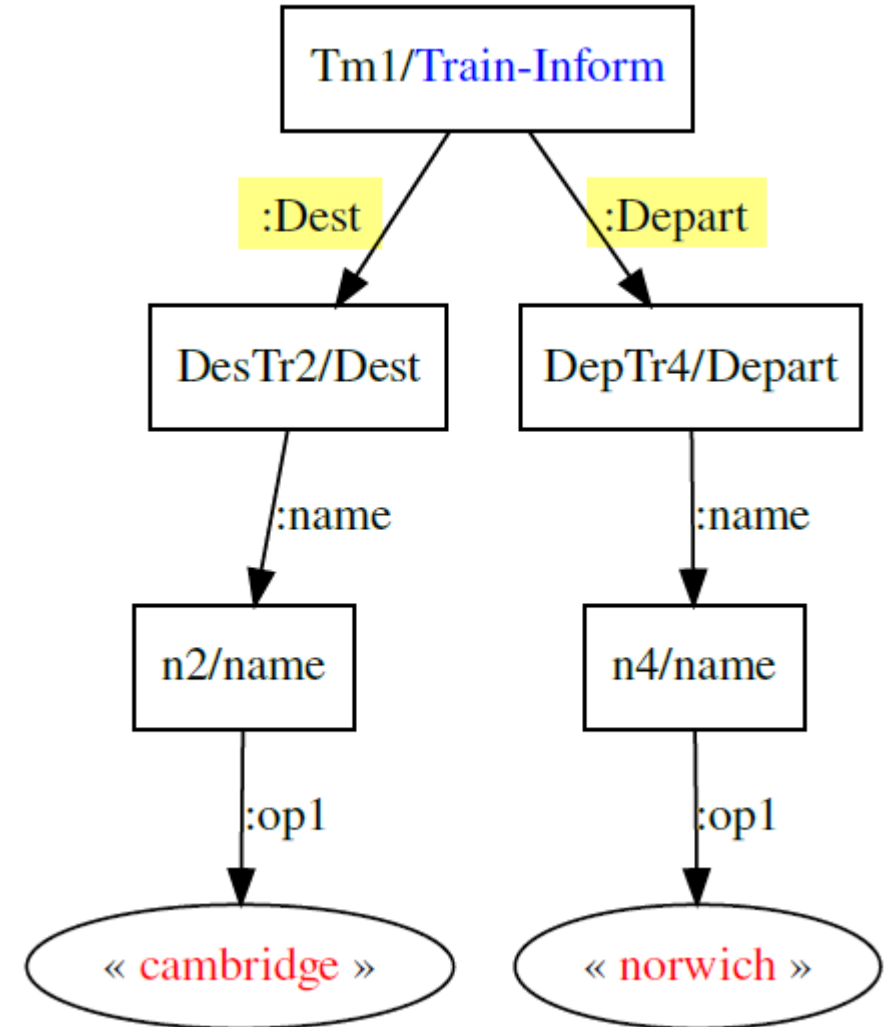 Tm1/Train-Inform
:Dest :Depart
DesTr2/Dest DepTr4/Depart
:name :name
n2/name n4/name
:op1 :op1
« cambridge » « norwich »